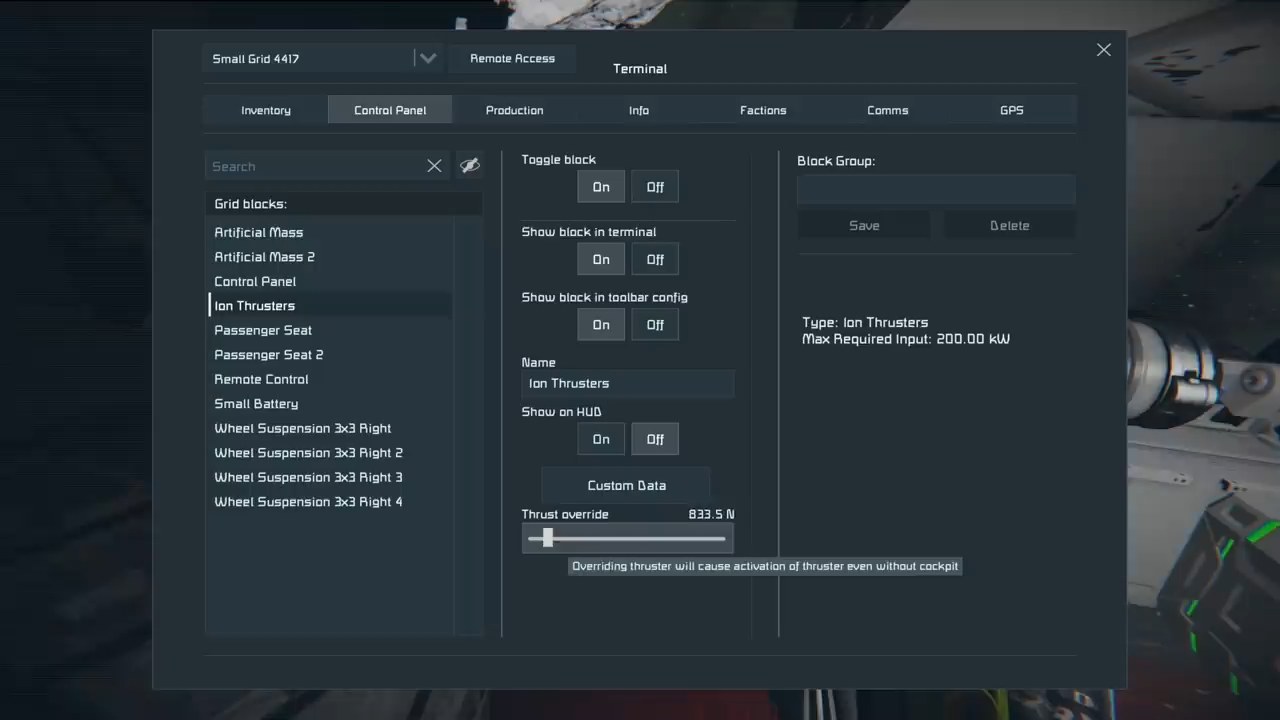 Small Grid 4417
Remote Access
Terminal
Inventory
Control Panel
Production
Info
Factions
Comms
GPS
Search
Grid blocks:
Artificial Mass
Artificial Mass 2
Control Panel
Ion Thrusters
Passenger Seat
Passenger Seat 2
Remote Control
Small Battery
Wheel Suspension 3x3 Right
Wheel Suspension 3x3 Right 2
Wheel Suspension 3x3 Right 3
Wheel Suspension 3x3 Right 4
Toggle block
On Off
Show block in terminal
On Off
Show block in toolbar config
On Off
Name
Ion Thrusters
Show on HUD
On Off
Custom Data
Thrust override 833.5 N
Overriding thruster will cause activation of thruster even without cockpit
Block Group:
Save Delete
Type: Ion Thrusters
Max Required Input: 200.00 kW